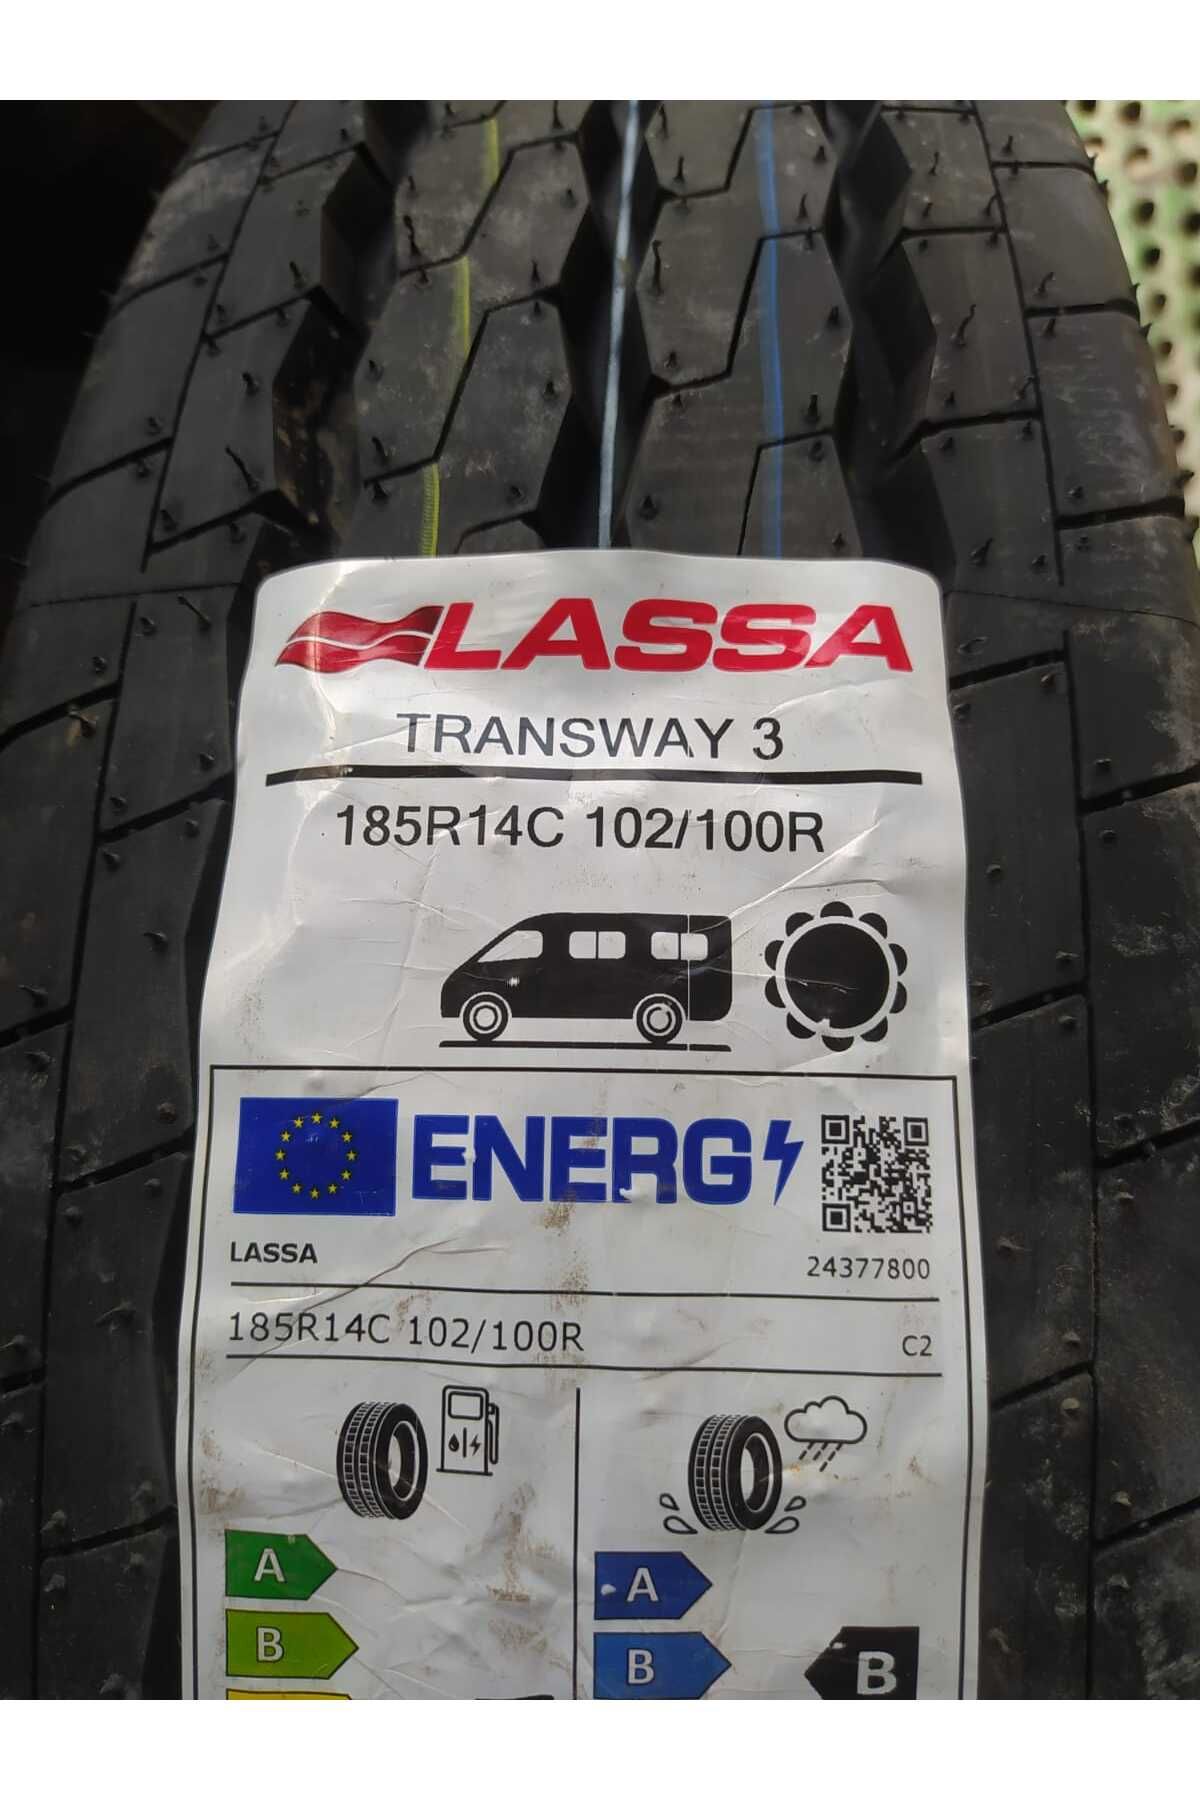 LASSA
TRANSWAY 3
185R14C 102/100R
ENERG
LASSA
24377800
185R14C 102/100R
C2
A
A
B
B
B